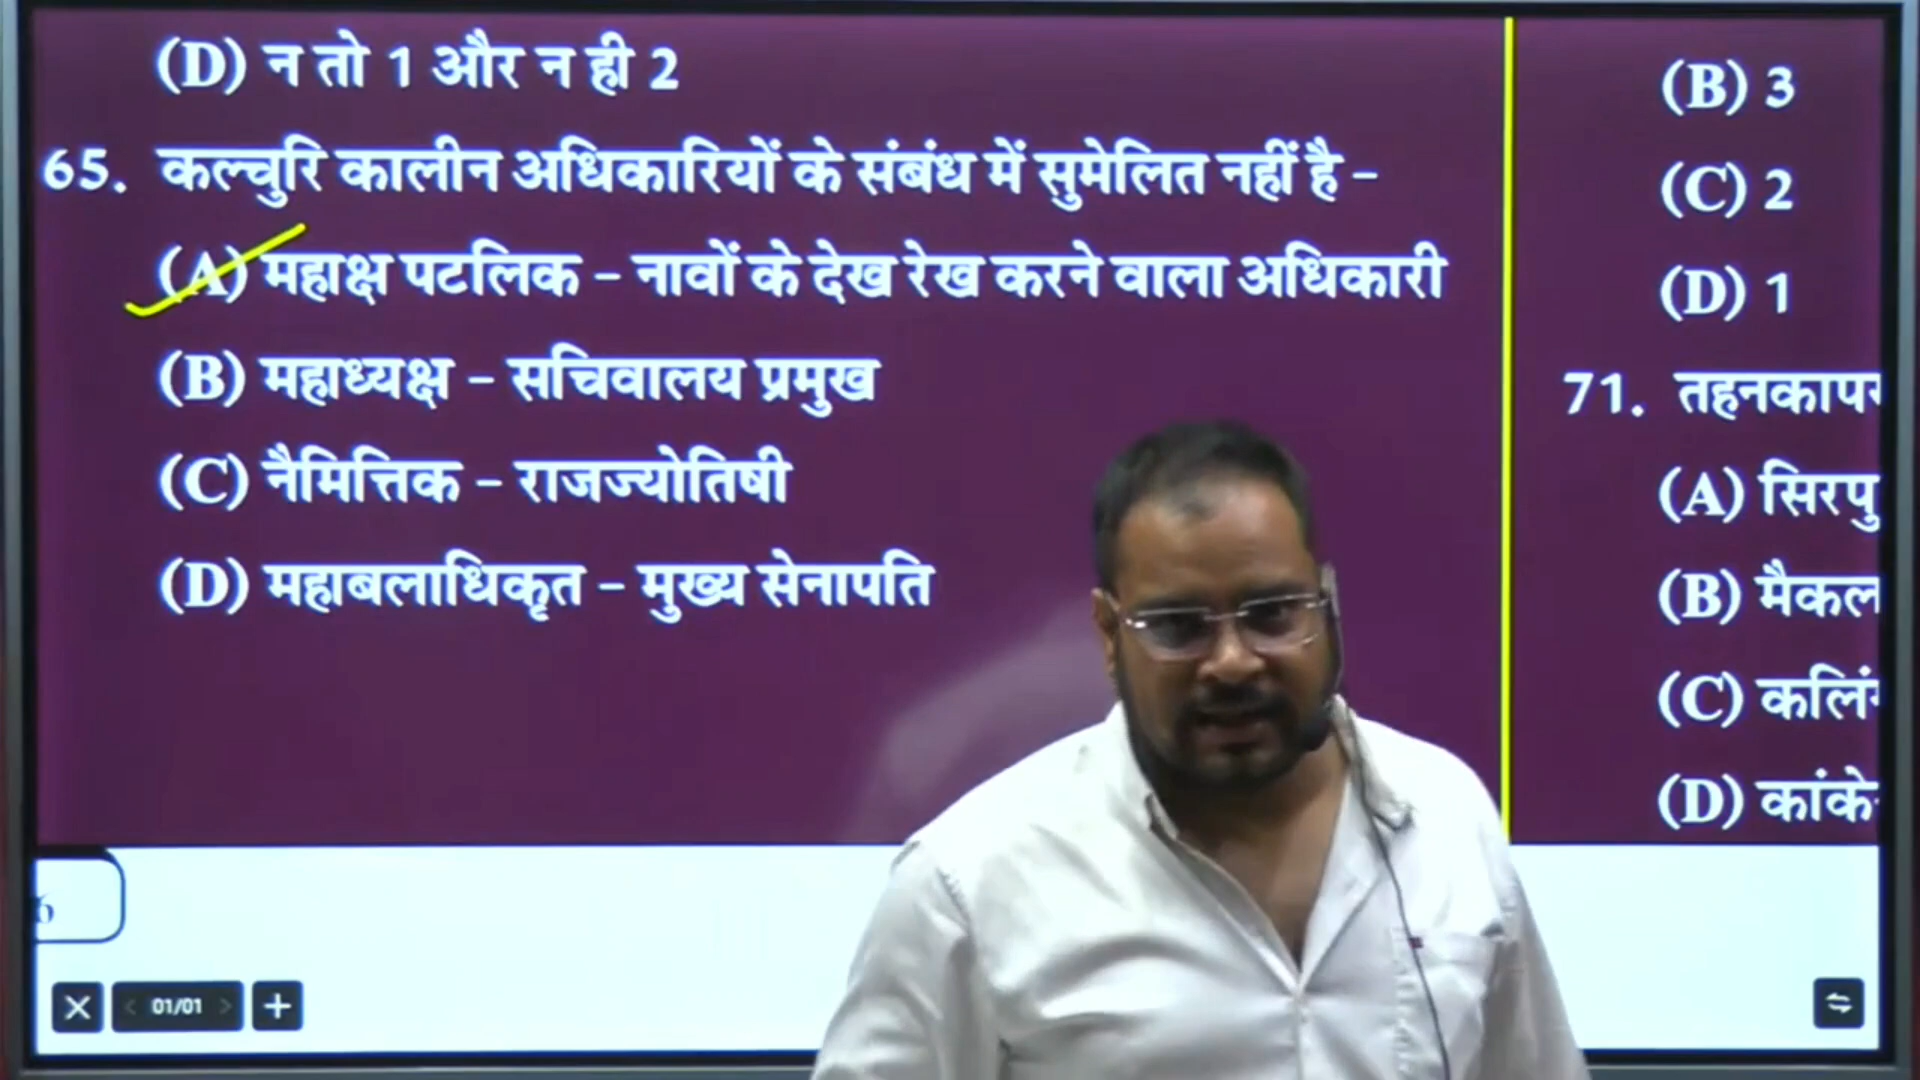 (D) न तो 1 और न ही 2
65. कल्चुरि कालीन अधिकारियों के संबंध में सुमेलित नहीं है –
(A) महाक्ष पटलिक – नावों के देख रेख करने वाला अधिकारी
(B) महाध्यक्ष – सचिवालय प्रमुख
(C) नैमित्तिक – राजज्योतिषी
(D) महाबलाधिकृत – मुख्य सेनापति
(B) 3
(C) 2
(D) 1
71.
(A)
(B)
(C)
(D)
6
01/01